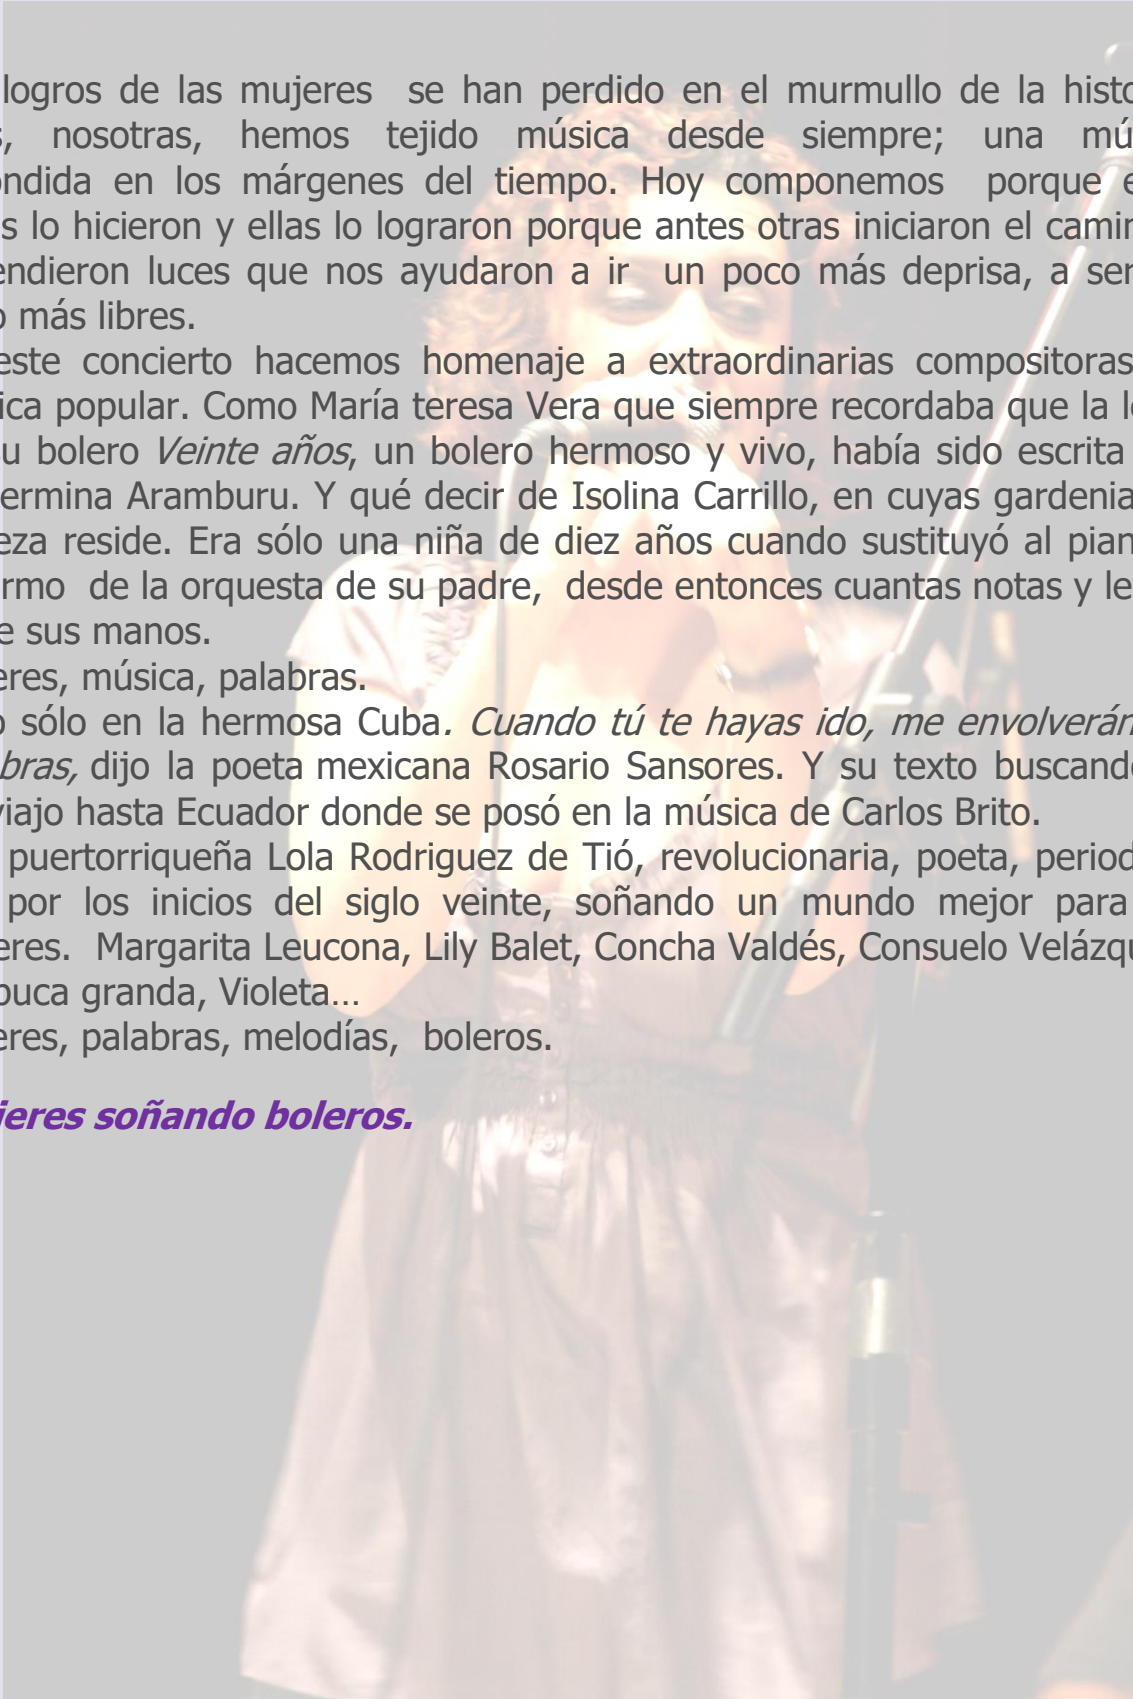 logros de las mujeres se han perdido en el murmullo de la histo
s, nosotras, hemos tejido música desde siempre; una mú
ondida en los márgenes del tiempo. Hoy componemos porque e
s lo hicieron y ellas lo lograron porque antes otras iniciaron el camin
endieron luces que nos ayudaron a ir un poco más deprisa, a ser
o más libres.
este concierto hacemos homenaje a extraordinarias compositoras
ica popular. Como María teresa Vera que siempre recordaba que la le
su bolero Veinte años, un bolero hermoso y vivo, había sido escrita
ermina Aramburu. Y qué decir de Isolina Carrillo, en cuyas gardenia
eza reside. Era sólo una niña de diez años cuando sustituyó al pian
ermo de la orquesta de su padre, desde entonces cuantas notas y le
e sus manos.
eres, música, palabras.
o sólo en la hermosa Cuba. Cuando tú te hayas ido, me envolverán
bras, dijo la poeta mexicana Rosario Sansores. Y su texto buscando
viajo hasta Ecuador donde se posó en la música de Carlos Brito.
puertorriqueña Lola Rodriguez de Tió, revolucionaria, poeta, period
por los inicios del siglo veinte, soñando un mundo mejor para
eres. Margarita Leucona, Lily Balet, Concha Valdés, Consuelo Velázqu
buca granda, Violeta…
eres, palabras, melodías, boleros.
jeres soñando boleros.